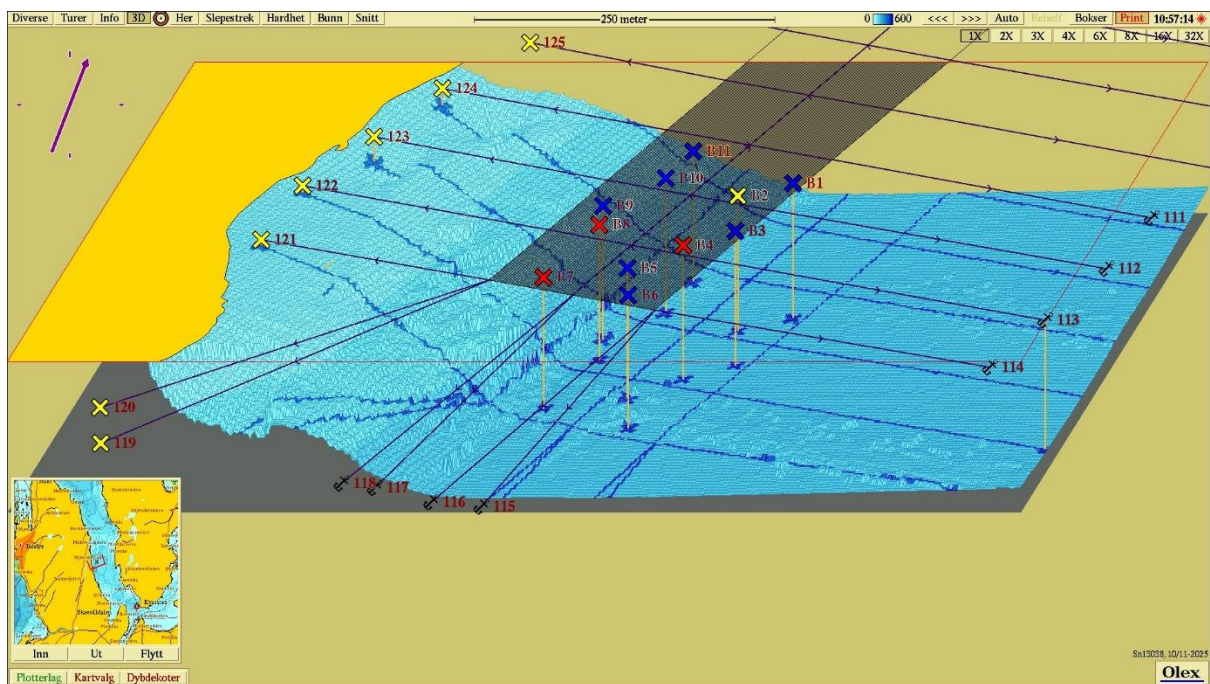 Diverse Turer Info 3D Her Slepestrek Hardhet Bunn Snitt 250 meter 0 600 <<< >>> Auto Relieff Bokser Print 10:57:14
1X 2X 3X 4X 6X 8X 16X 32X
125
124
B11
123
B10 B2 B1
122
B9 111
B8
B3
121 B4
B5 112
B7
B6
113
114
120
119
118 117
116 115
Inn Ut Flytt
Sn13038, 10/11-2025
Plotterlag Kartvalg Dybdekoter Olex